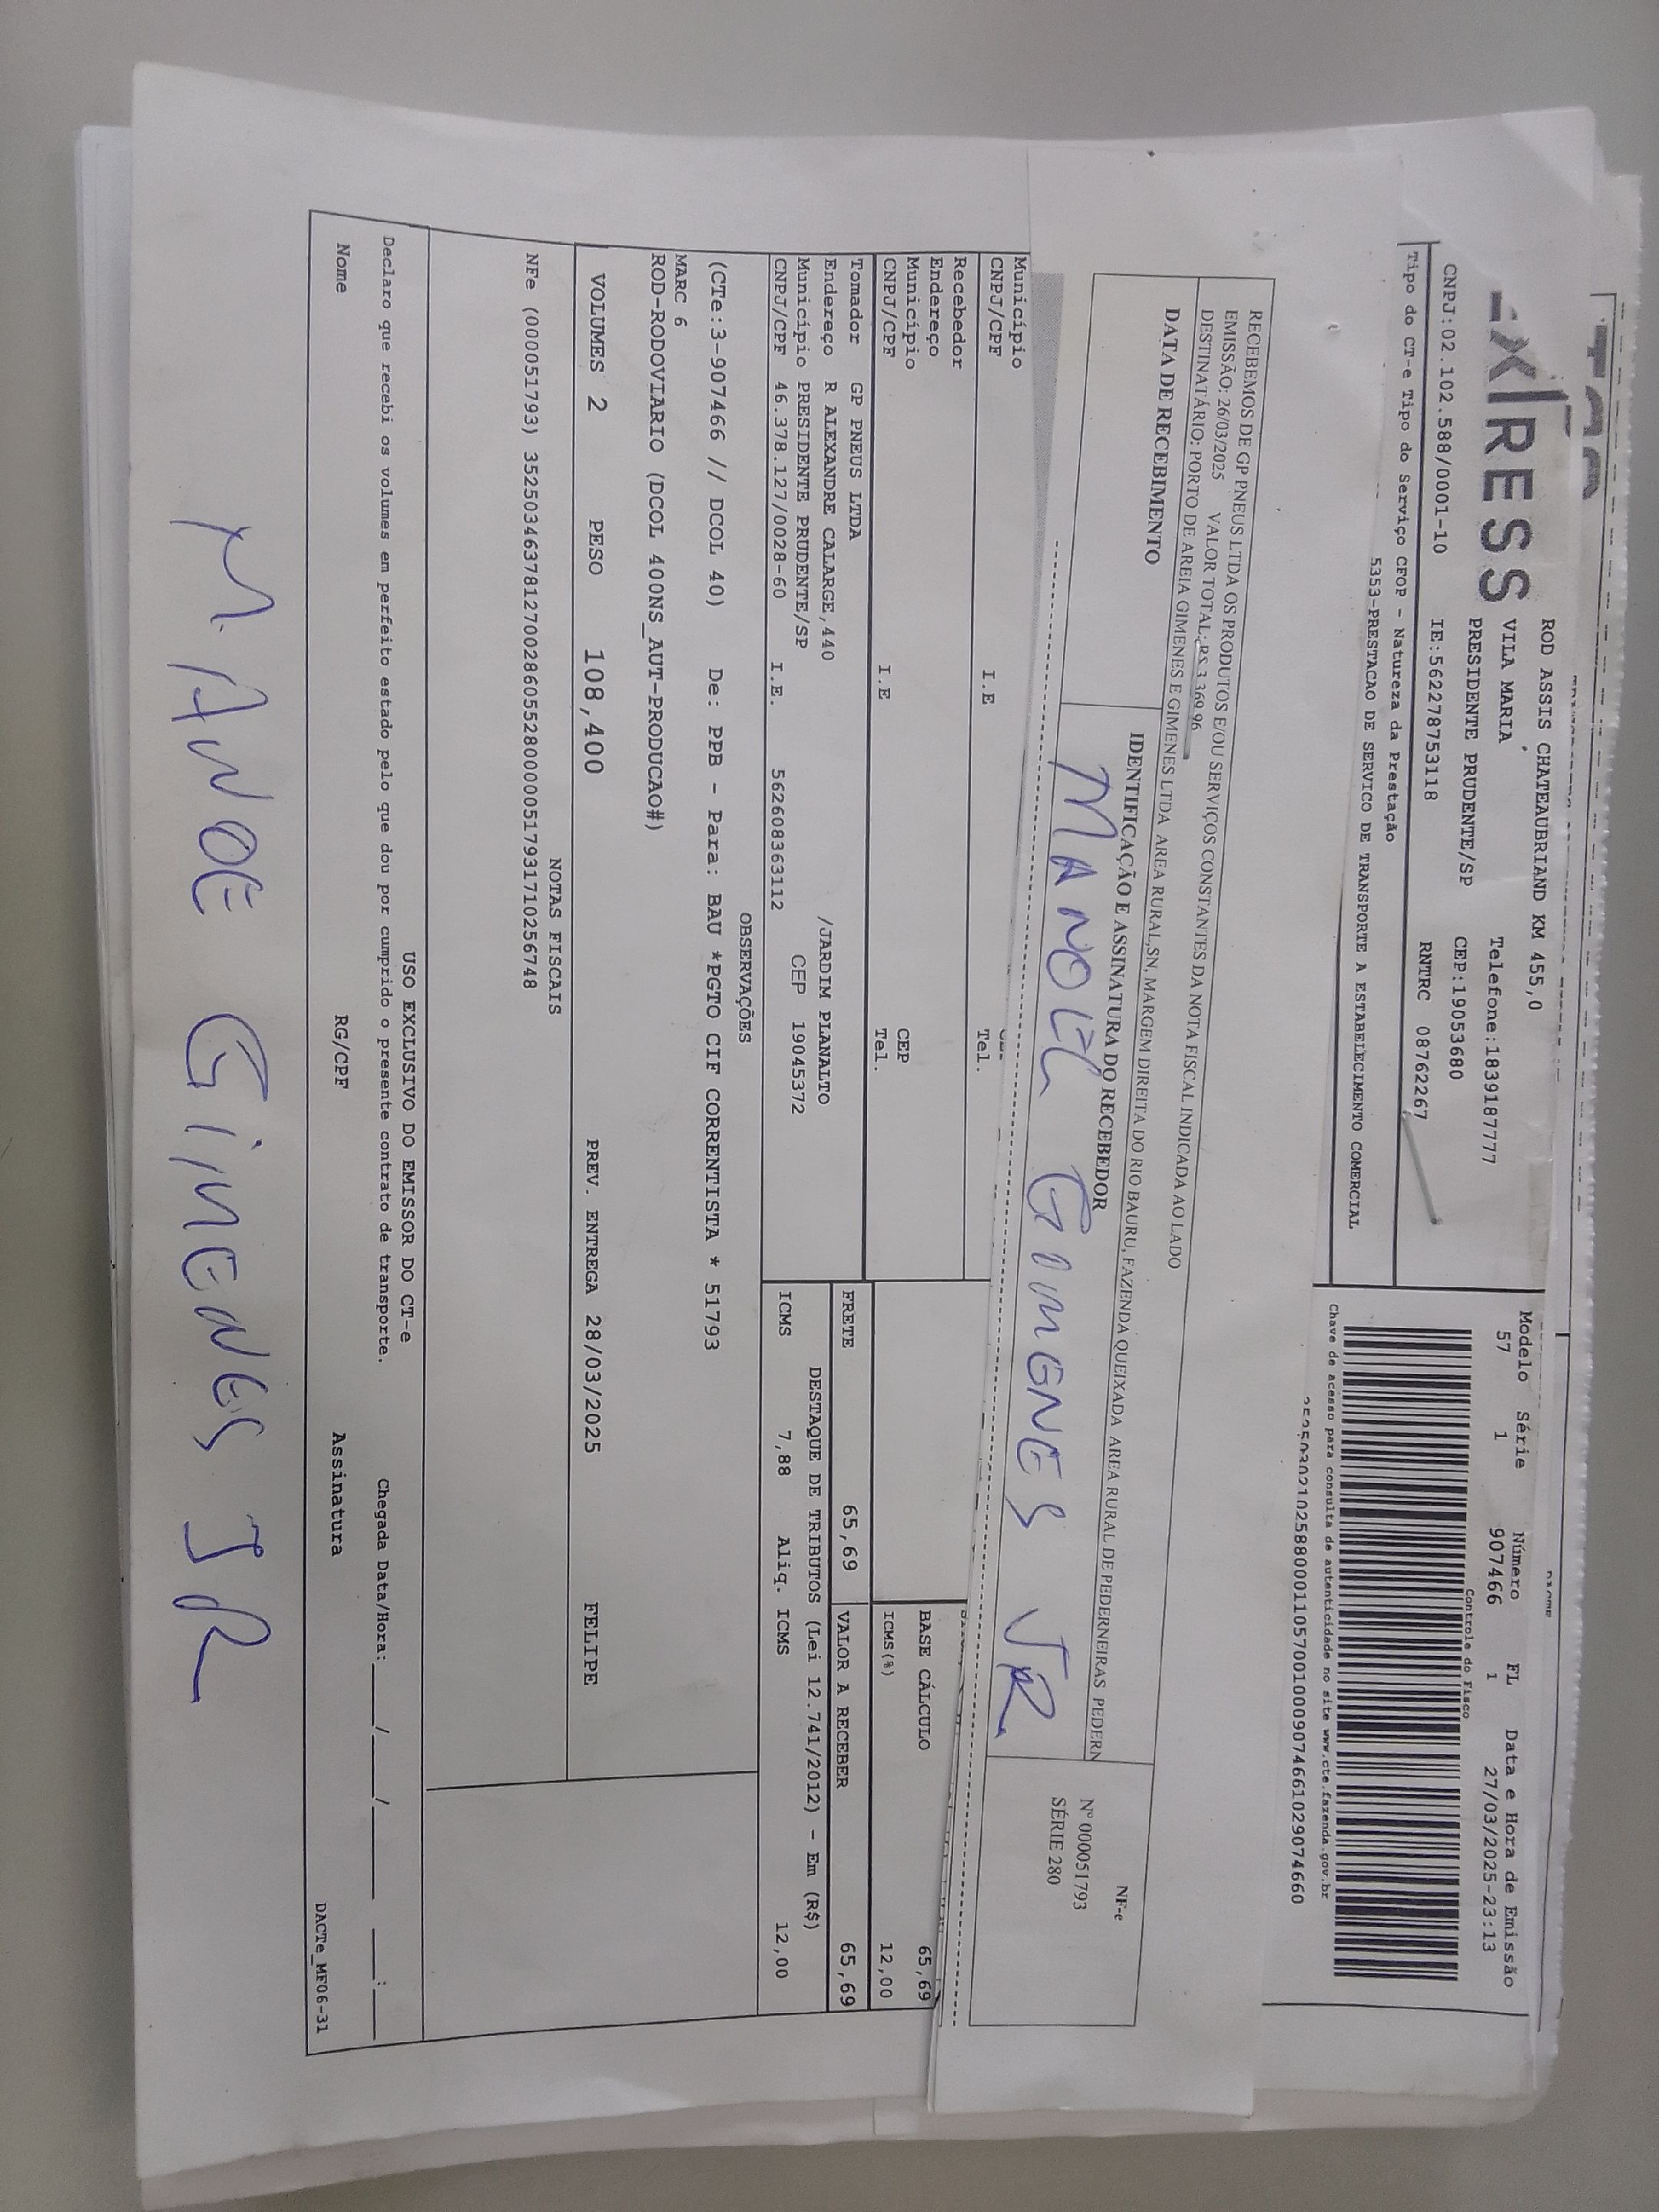 ROD ASSIS CHATEAUBRIAND KM 455,0
VILA MARIA Telefone:1839187777
PRESIDENTE PRUDENTE/SP CEP:19053680
CNPJ:02.102.588/0001-10 IE:562278753118 RNTRC 08762267
Tipo do CT-e Tipo do Serviço CFOP - Natureza da Prestação
5353-PRESTACAO DE SERVICO DE TRANSPORTE A ESTABELECIMENTO COMERCIAL
Modelo Série Número FL Data e Hora de Emissão
57 1 907466 1 27/03/2025-23:13
Controle do Fisco
Chave de acesso para consulta de autenticidade no site www.cte.fazenda.gov.br
RECEBEMOS DE GP PNEUS LTDA OS PRODUTOS E/OU SERVIÇOS CONSTANTES DA NOTA FISCAL INDICADA AO LADO
EMISSÃO: 26/03/2025 VALOR TOTAL: R$ 3.369,96
DESTINATÁRIO: PORTO DE AREIA GIMENES E GIMENES LTDA AREA RURAL,SN, MARGEM DIREITA DO RIO BAURU, FAZENDA QUEIXADA AREA RURAL DE PEDERNEIRAS PEDERN
DATA DE RECEBIMENTO IDENTIFICAÇÃO E ASSINATURA DO RECEBEDOR
MANOEL GIMENES JR
NF-e
Nº 000051793
SÉRIE 280
Município
CNPJ/CPF I.E Tel.
Recebedor
Endereço
Município CEP
CNPJ/CPF I.E Tel.
BASE CÁLCULO 65,69
ICMS(%) 12,00
Tomador GP PNEUS LTDA
Endereço R ALEXANDRE CALARGE,440 /JARDIM PLANALTO
Município PRESIDENTE PRUDENTE/SP CEP 19045372
CNPJ/CPF 46.378.127/0028-60 I.E. 562608363112
FRETE 65,69 VALOR A RECEBER 65,69
DESTAQUE DE TRIBUTOS (Lei 12.741/2012) - Em (R$)
ICMS 7,88 Aliq. ICMS 12,00
OBSERVAÇÕES
(CTe:3-907466 // DCOL 40) De: PPB - Para: BAU *PGTO CIF CORRENTISTA * 51793
MARC 6
ROD-RODOVIARIO (DCOL 400NS_AUT-PRODUCAO#)
VOLUMES 2 PESO 108,400 PREV. ENTREGA 28/03/2025 FELIPE
NOTAS FISCAIS
NFe (000051793) 35250346378127002860552800000517931710256748
USO EXCLUSIVO DO EMISSOR DO CT-e
Declaro que recebi os volumes em perfeito estado pelo que dou por cumprido o presente contrato de transporte. Chegada Data/Hora:____/____/______ ___:___
Nome RG/CPF Assinatura
DACTe_MF06-31
MANOE GIMENES JR